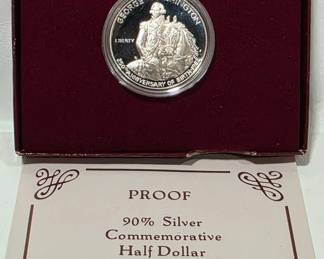 GEORGE WASHINGTON
LIBERTY
250TH ANNIVERSARY OF BIRTH
PROOF
90% Silver
Commemorative
Half Dollar